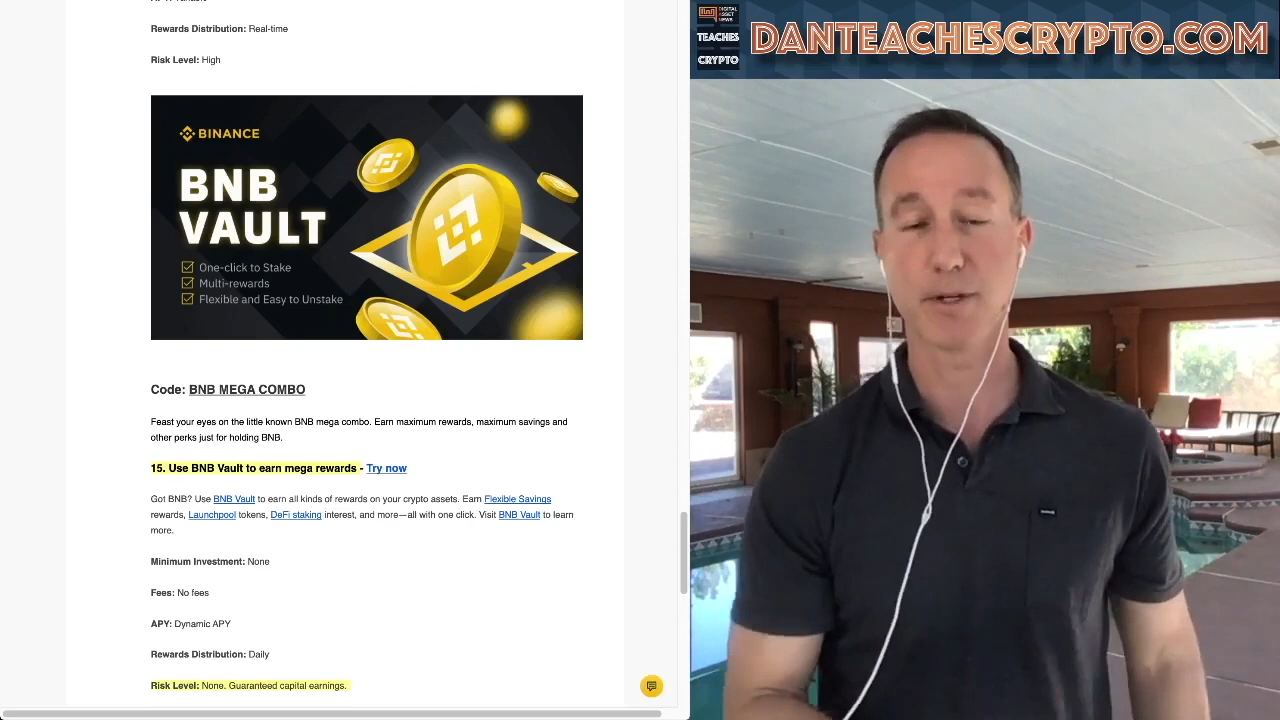 Rewards Distribution: Real-time
Risk Level: High
BINANCE
BNB
VAULT
One-click to Stake
Multi-rewards
Flexible and Easy to Unstake
Code: BNB MEGA COMBO
Feast your eyes on the little known BNB mega combo. Earn maximum rewards, maximum savings and
other perks just for holding BNB.
15. Use BNB Vault to earn mega rewards - Try now
Got BNB? Use BNB Vault to earn all kinds of rewards on your crypto assets. Earn Flexible Savings
rewards, Launchpool tokens, DeFi staking interest, and more—all with one click. Visit BNB Vault to learn
more.
Minimum Investment: None
Fees: No fees
APY: Dynamic APY
Rewards Distribution: Daily
Risk Level: None. Guaranteed capital earnings.
DIGITAL
ASSET
NEWS
TEACHES
CRYPTO
DANTEACHESCRYPTO.COM